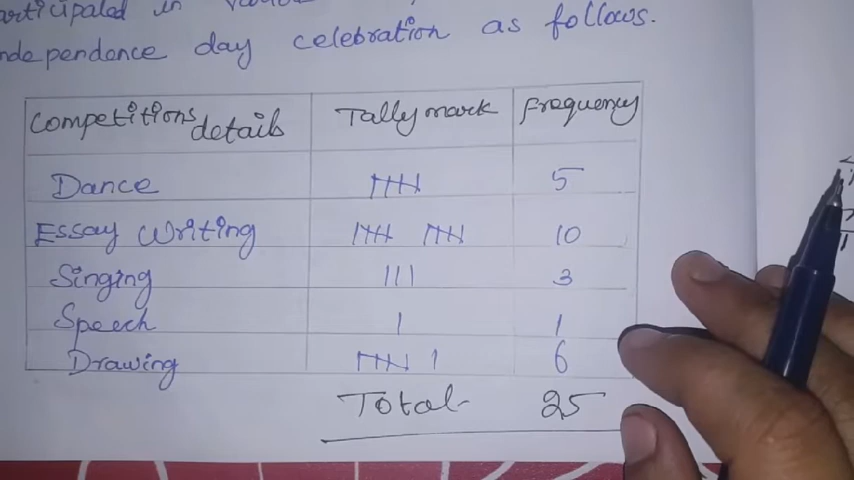 participated in
independence day celebration as follows.
Competitions details Tally mark Frequency
Dance 5
Essay Writing 10
Singing 3
Speech 1
Drawing 6
Total 25